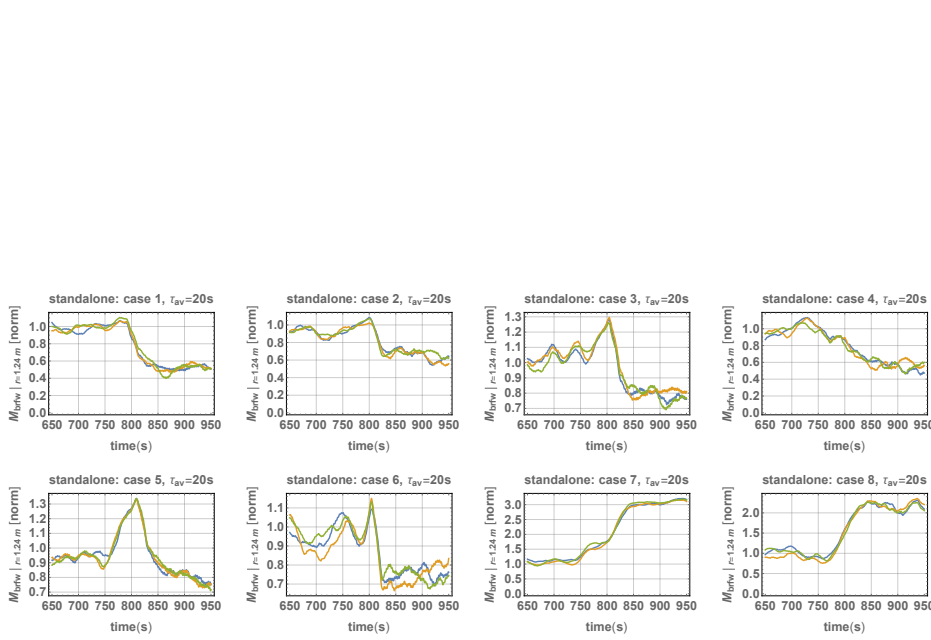 standalone: case 1, τav=20s
standalone: case 2, τav=20s
standalone: case 3, τav=20s
standalone: case 4, τav=20s
Mbrfw | r=1.24 m [norm]
1.0
0.8
0.6
0.4
0.2
0.0
650 700 750 800 850 900 950
time(s)
Mbrfw | r=1.24 m [norm]
1.0
0.8
0.6
0.4
0.2
0.0
650 700 750 800 850 900 950
time(s)
Mbrfw | r=1.24 m [norm]
1.3
1.2
1.1
1.0
0.9
0.8
0.7
650 700 750 800 850 900 950
time(s)
Mbrfw | r=1.24 m [norm]
1.2
1.0
0.8
0.6
0.4
0.2
0.0
650 700 750 800 850 900 950
time(s)
standalone: case 5, τav=20s
standalone: case 6, τav=20s
standalone: case 7, τav=20s
standalone: case 8, τav=20s
Mbrfw | r=1.24 m [norm]
1.3
1.2
1.1
1.0
0.9
0.8
0.7
650 700 750 800 850 900 950
time(s)
Mbrfw | r=1.24 m [norm]
1.1
1.0
0.9
0.8
0.7
650 700 750 800 850 900 950
time(s)
Mbrfw | r=1.24 m [norm]
3.0
2.5
2.0
1.5
1.0
0.5
0.0
650 700 750 800 850 900 950
time(s)
Mbrfw | r=1.24 m [norm]
2.0
1.5
1.0
0.5
0.0
650 700 750 800 850 900 950
time(s)